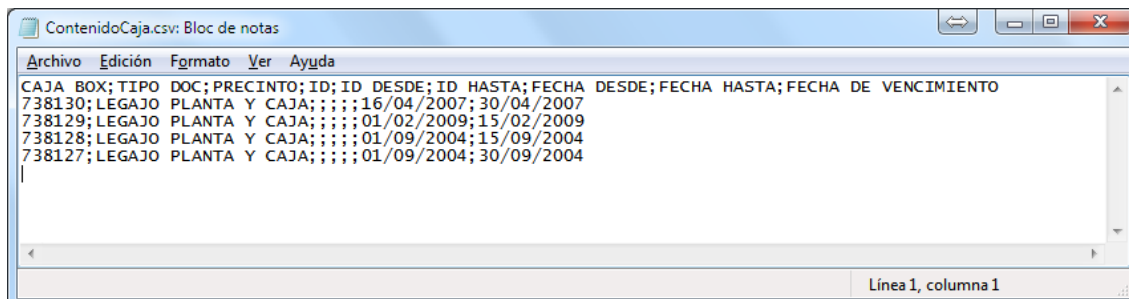 ContenidoCaja.csv: Bloc de notas
Archivo Edición Formato Ver Ayuda
CAJA BOX;TIPO DOC;PRECINTO;ID;ID DESDE;ID HASTA;FECHA DESDE;FECHA HASTA;FECHA DE VENCIMIENTO
738130;LEGAJO PLANTA Y CAJA;;;;;16/04/2007;30/04/2007
738129;LEGAJO PLANTA Y CAJA;;;;;01/02/2009;15/02/2009
738128;LEGAJO PLANTA Y CAJA;;;;;01/09/2004;15/09/2004
738127;LEGAJO PLANTA Y CAJA;;;;;01/09/2004;30/09/2004
Línea 1, columna 1